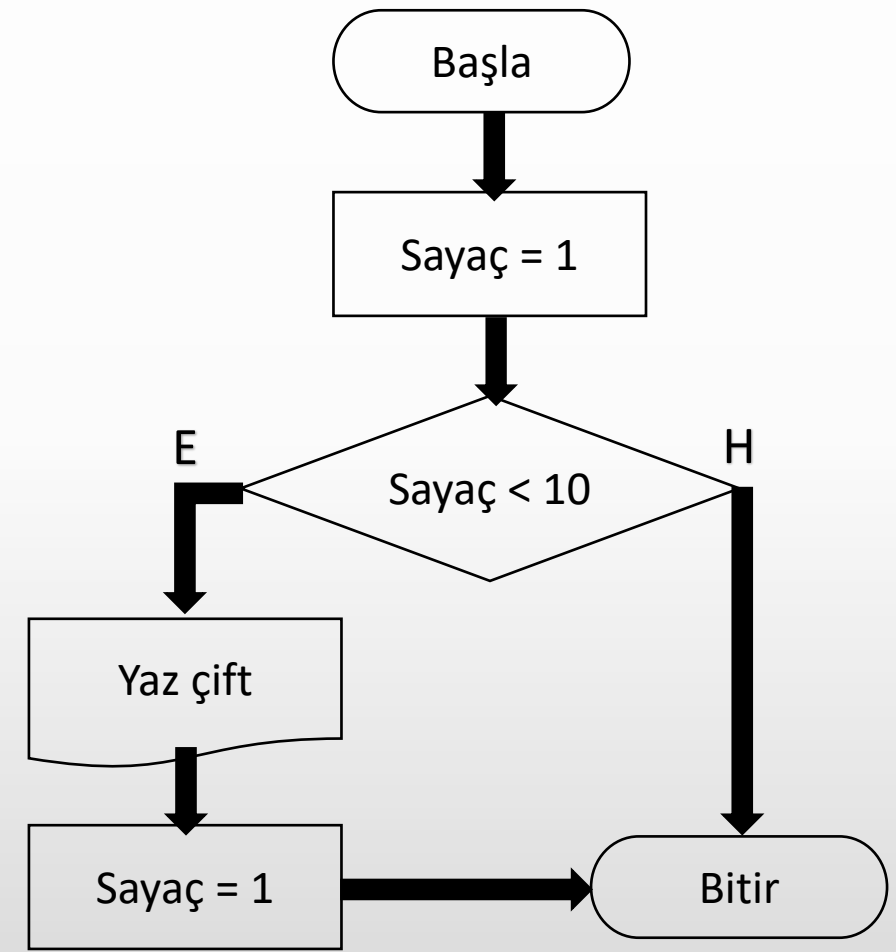 Başla
Sayaç = 1
E
H
Sayaç < 10
Yaz çift
Sayaç = 1
Bitir